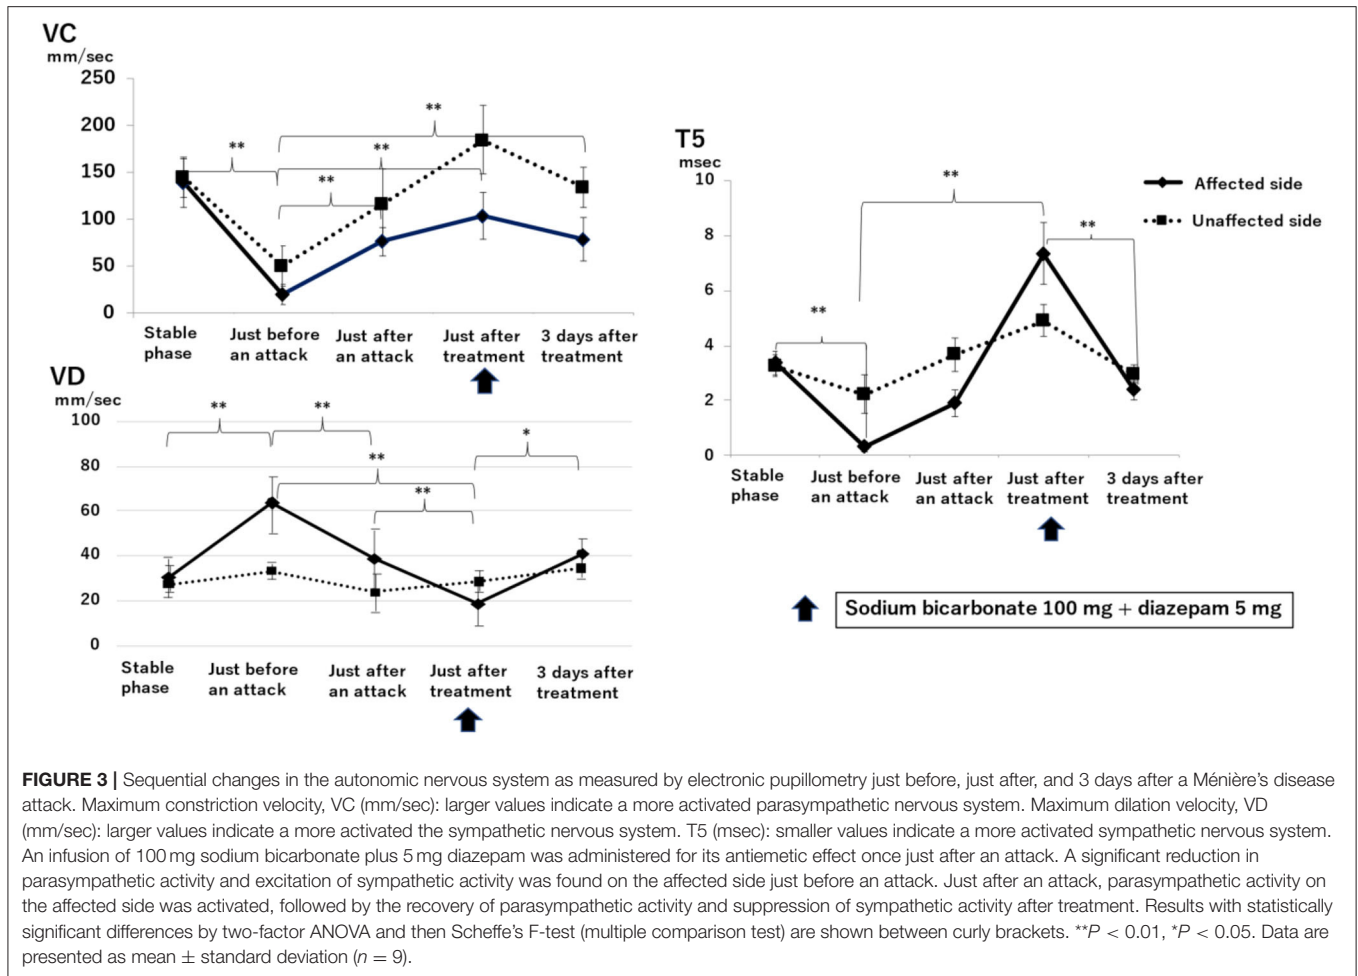 VC
mm/sec
250
200
150
100
50
0
**
**
**
**
Stable phase
Just before an attack
Just after an attack
Just after treatment
3 days after treatment
VD
mm/sec
100
80
60
40
20
0
**
**
**
**
*
Stable phase
Just before an attack
Just after an attack
Just after treatment
3 days after treatment
T5
msec
10
8
6
4
2
0
**
**
**
Stable phase
Just before an attack
Just after an attack
Just after treatment
3 days after treatment
Affected side
Unaffected side
Sodium bicarbonate 100 mg + diazepam 5 mg
FIGURE 3 | Sequential changes in the autonomic nervous system as measured by electronic pupillometry just before, just after, and 3 days after a Ménière's disease
attack. Maximum constriction velocity, VC (mm/sec): larger values indicate a more activated parasympathetic nervous system. Maximum dilation velocity, VD
(mm/sec): larger values indicate a more activated the sympathetic nervous system. T5 (msec): smaller values indicate a more activated sympathetic nervous system.
An infusion of 100 mg sodium bicarbonate plus 5 mg diazepam was administered for its antiemetic effect once just after an attack. A significant reduction in
parasympathetic activity and excitation of sympathetic activity was found on the affected side just before an attack. Just after an attack, parasympathetic activity on
the affected side was activated, followed by the recovery of parasympathetic activity and suppression of sympathetic activity after treatment. Results with statistically
significant differences by two-factor ANOVA and then Scheffe's F-test (multiple comparison test) are shown between curly brackets. **P < 0.01, *P < 0.05. Data are
presented as mean ± standard deviation (n = 9).